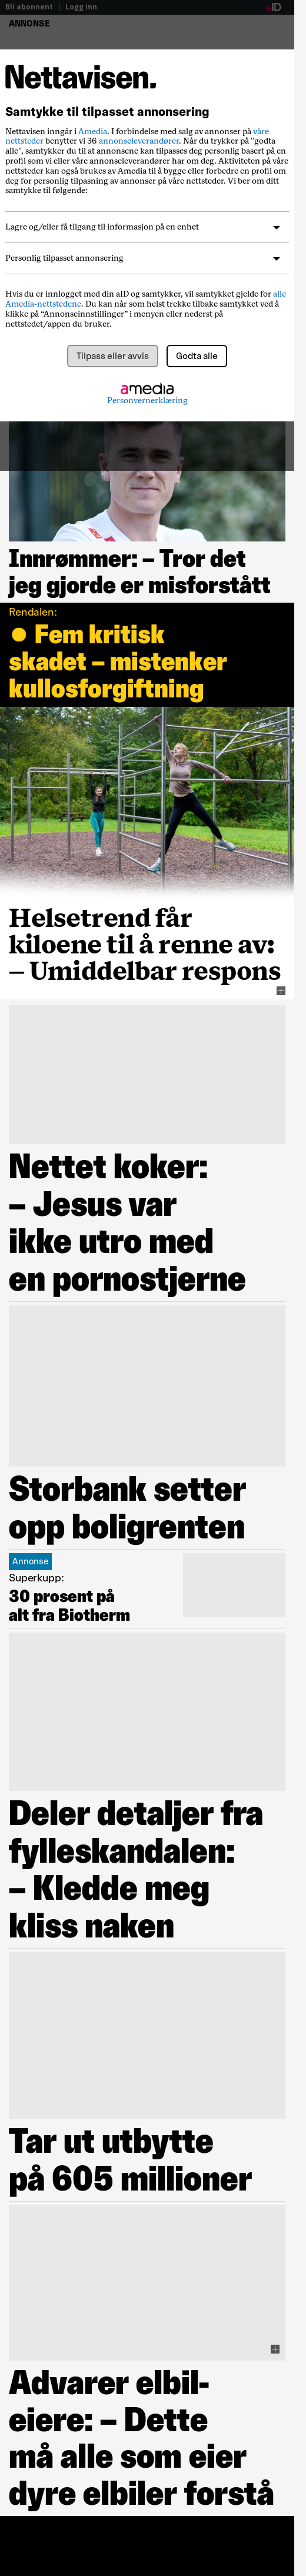 Bli abonnent | Logg inn
aID
ANNONSE
Nettavisen.
Samtykke til tilpasset annonsering
Nettavisen inngår i Amedia. I forbindelse med salg av annonser på våre
nettsteder benytter vi 36 annonseleverandører. Når du trykker på "godta
alle", samtykker du til at annonsene kan tilpasses deg personlig basert på en
profil som vi eller våre annonseleverandører har om deg. Aktiviteten på våre
nettsteder kan også brukes av Amedia til å bygge eller forbedre en profil om
deg for personlig tilpasning av annonser på våre nettsteder. Vi ber om ditt
samtykke til følgende:
Lagre og/eller få tilgang til informasjon på en enhet
Personlig tilpasset annonsering
Hvis du er innlogget med din aID og samtykker, vil samtykket gjelde for alle
Amedia-nettstedene. Du kan når som helst trekke tilbake samtykket ved å
klikke på “Annonseinnstillinger” i menyen eller nederst på
nettstedet/appen du bruker.
Tilpass eller avvis
Godta alle
amedia
Personvernerklæring
Innrømmer: – Tror det
jeg gjorde er misforstått
Rendalen:
● Fem kritisk
skadet – mistenker
kullosforgiftning
Helsetrend får
kiloene til å renne av:
– Umiddelbar respons
Nettet koker:
– Jesus var
ikke utro med
en pornostjerne
Storbank setter
opp boligrenten
Annonse
Superkupp:
30 prosent på
alt fra Biotherm
Deler detaljer fra
fylleskandalen:
– Kledde meg
kliss naken
Tar ut utbytte
på 605 millioner
Advarer elbil-
eiere: – Dette
må alle som eier
dyre elbiler forstå